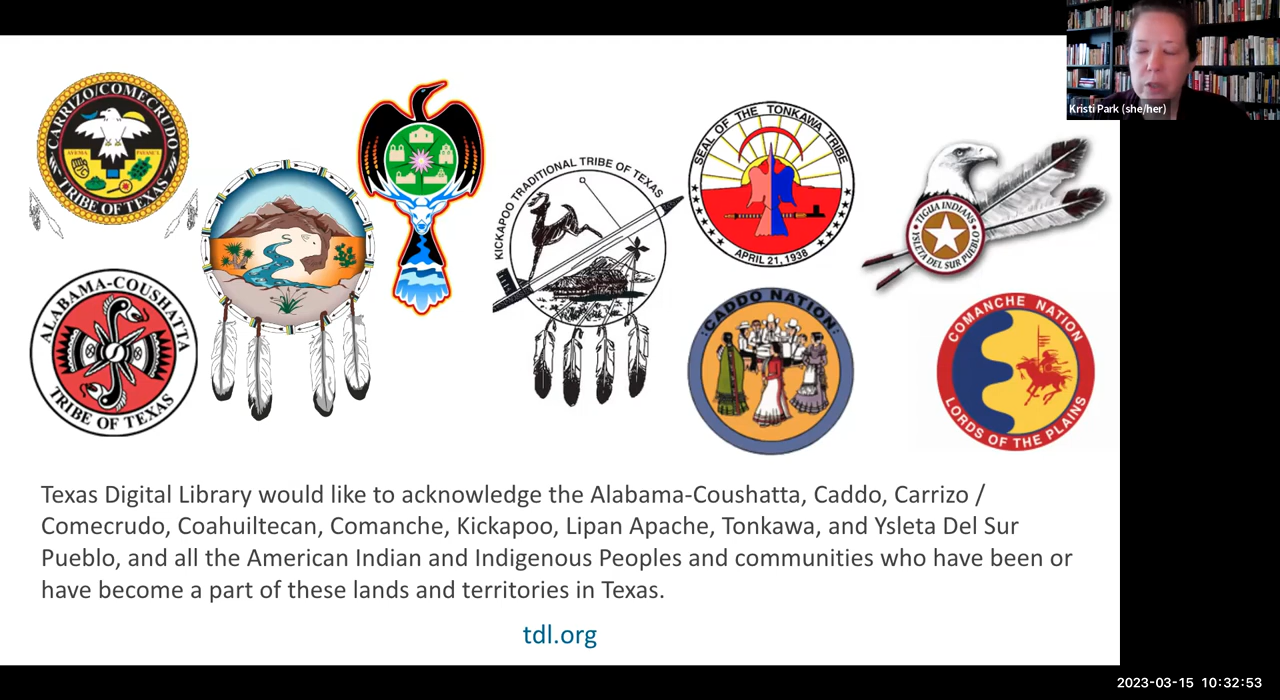 Kristi Park (she/her)
CARRIZO/COMECRUDO
TRIBE OF TEXAS
ALABAMA-COUSHATTA
TRIBE OF TEXAS
KICKAPOO TRADITIONAL TRIBE OF TEXAS
SEAL OF THE TONKAWA TRIBE
APRIL 21, 1938
TIGUA INDIANS
YSLETA DEL SUR PUEBLO
CADDO NATION
COMANCHE NATION
LORDS OF THE PLAINS
Texas Digital Library would like to acknowledge the Alabama-Coushatta, Caddo, Carrizo /
Comecrudo, Coahuiltecan, Comanche, Kickapoo, Lipan Apache, Tonkawa, and Ysleta Del Sur
Pueblo, and all the American Indian and Indigenous Peoples and communities who have been or
have become a part of these lands and territories in Texas.
tdl.org
2023-03-15 10:32:53